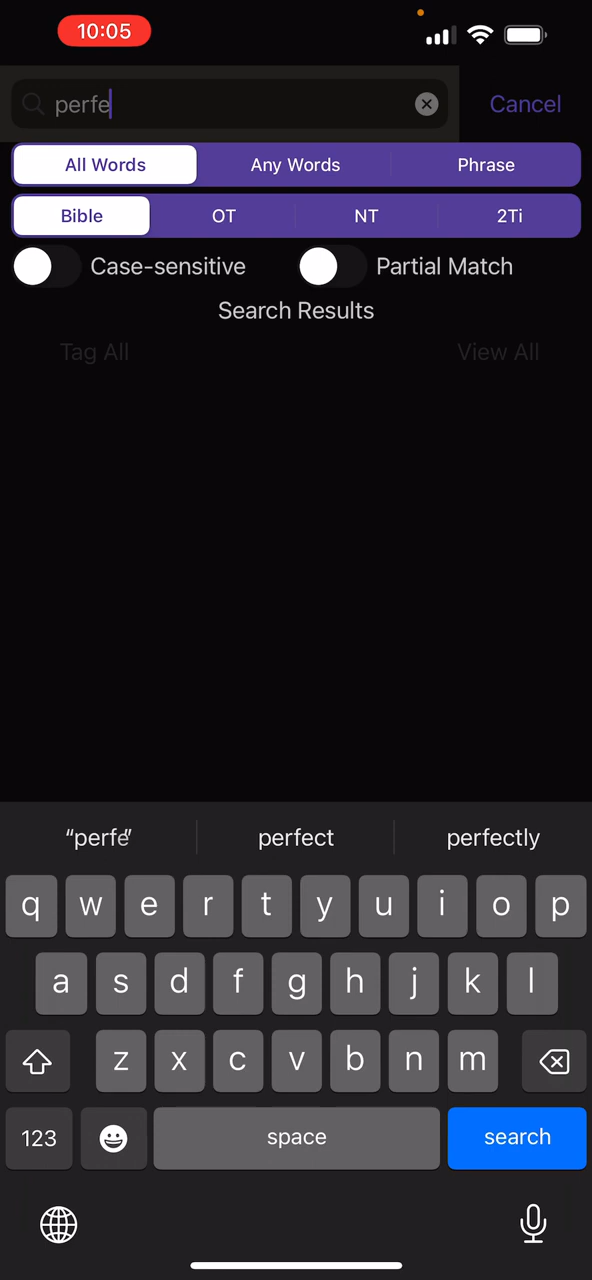 10:05
perfe Cancel
All Words Any Words Phrase
Bible OT NT 2Ti
Case-sensitive Partial Match
Search Results
Tag All View All
“perfe” perfect perfectly
q w e r t y u i o p
a s d f g h j k l
z x c v b n m
123 space search